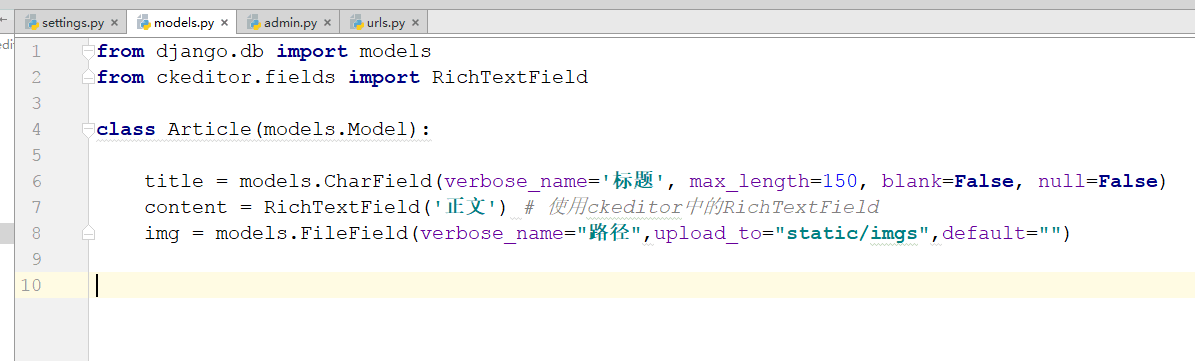 settings.py × models.py × admin.py × urls.py ×
edi
1 from django.db import models
2 from ckeditor.fields import RichTextField
3
4 class Article(models.Model):
5
6 title = models.CharField(verbose_name='标题', max_length=150, blank=False, null=False)
7 content = RichTextField('正文') # 使用ckeditor中的RichTextField
8 img = models.FileField(verbose_name="路径",upload_to="static/imgs",default="")
9
10